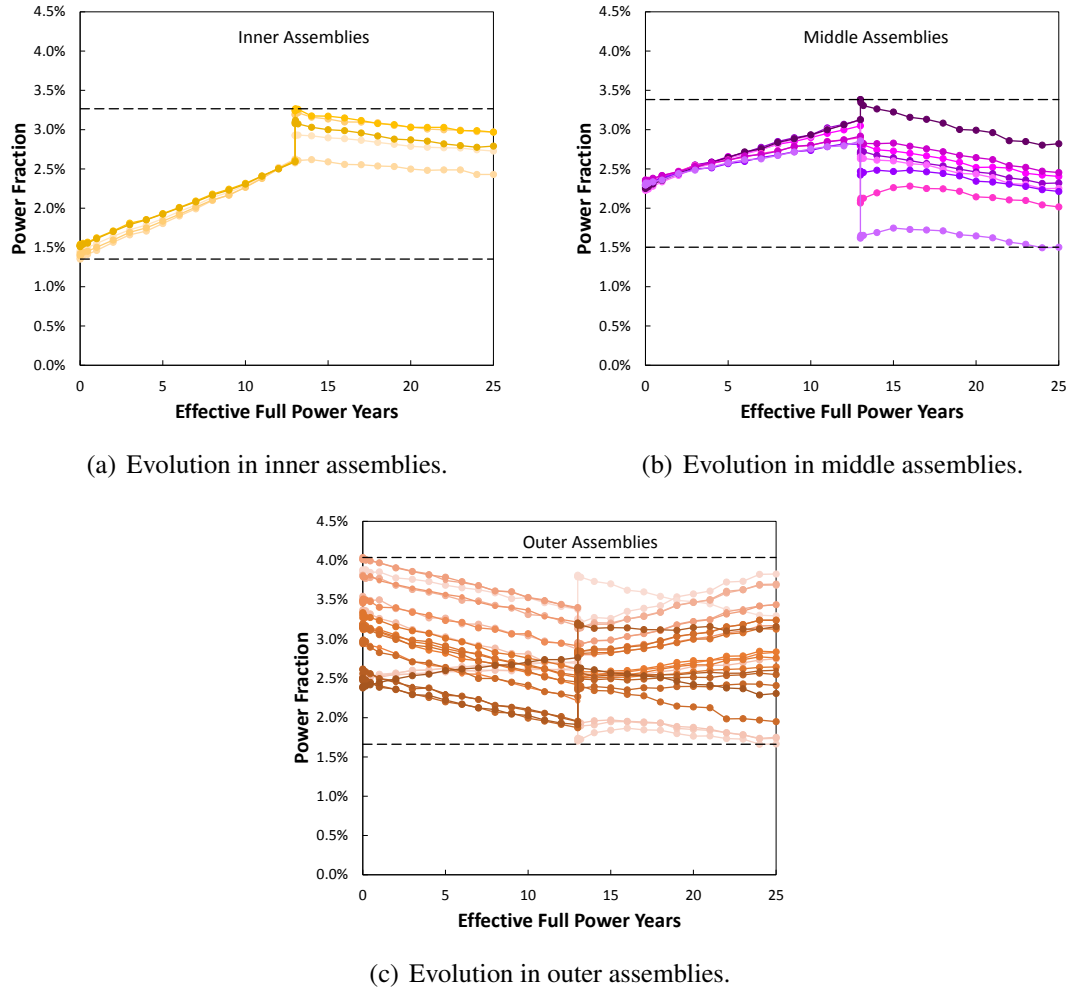 4.5%
Inner Assemblies
4.0%
3.5%
3.0%
2.5%
2.0%
1.5%
1.0%
0.5%
0.0%
Power Fraction
0 5 10 15 20 25
Effective Full Power Years
(a) Evolution in inner assemblies.
4.5%
Middle Assemblies
4.0%
3.5%
3.0%
2.5%
2.0%
1.5%
1.0%
0.5%
0.0%
Power Fraction
0 5 10 15 20 25
Effective Full Power Years
(b) Evolution in middle assemblies.
4.5%
Outer Assemblies
4.0%
3.5%
3.0%
2.5%
2.0%
1.5%
1.0%
0.5%
0.0%
Power Fraction
0 5 10 15 20 25
Effective Full Power Years
(c) Evolution in outer assemblies.